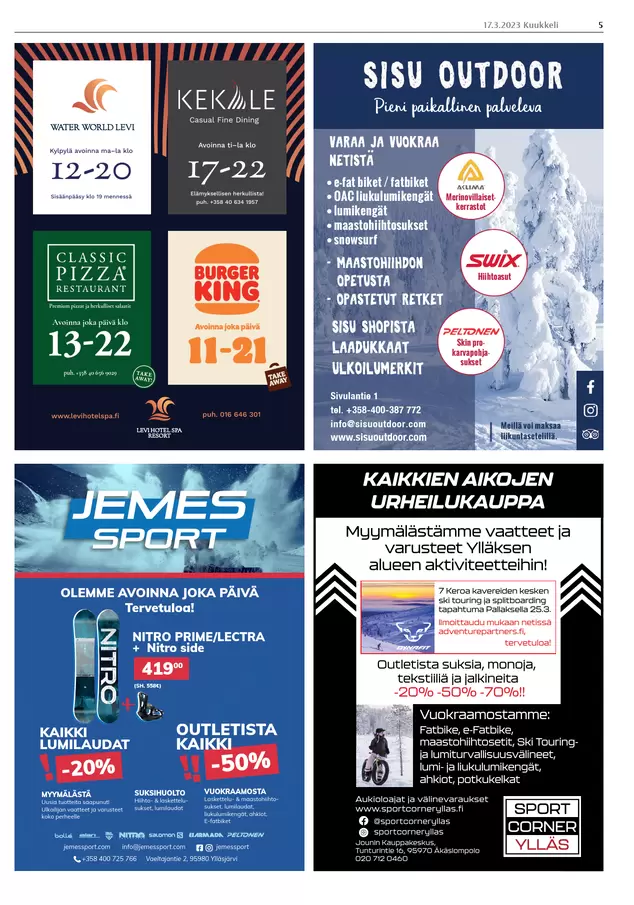 17.3.2023 Kuukkeli 5
WATER WORLD LEVI
Kylpylä avoinna ma–la klo
12-20
Sisäänpääsy klo 19 mennessä
KEKÄLE
Casual Fine Dining
Avoinna ti–la klo
17-22
Elämyksellisen herkullista!
puh. +358 40 634 1957
CLASSIC
PIZZA
RESTAURANT
Premium pizzat ja herkulliset salaatit
Avoinna joka päivä klo
13-22
puh. +358 40 656 9029
TAKE
AWAY!
BURGER
KING
Avoinna joka päivä
11-21
TAKE
AWAY
www.levihotelspa.fi
LEVI HOTEL SPA
RESORT
puh. 016 646 301
SISU OUTDOOR
Pieni paikallinen palveleva
VARAA JA VUOKRAA
NETISTÄ
• e-fat biket / fatbiket
• OAC liukulumikengät
• lumikengät
• maastohiihtosukset
• snowsurf
- MAASTOHIIHDON
OPETUSTA
- OPASTETUT RETKET
SISU SHOPISTA
LAADUKKAAT
ULKOILUMERKIT
ACLIMA
Merinovillaiset-
kerrastot
SWIX
Hiihtoasut
PELTONEN
Skin pro-
karvapohja-
sukset
Sivulantie 1
tel. +358-400-387 772
info@sisuoutdoor.com
www.sisuoutdoor.com
Meillä voi maksaa
liikuntasetelillä.
JEMES
SPORT
OLEMME AVOINNA JOKA PÄIVÄ
Tervetuloa!
NITRO
NITRO PRIME/LECTRA
+ Nitro side
419⁰⁰
(SH. 558€)
+
KAIKKI
LUMILAUDAT
!! -20%
OUTLETISTA
KAIKKI
!! -50%
MYYMÄLÄSTÄ
Uusia tuotteita saapunut!
Ulkoilijan vaatteet ja varusteet
koko perheelle
SUKSIHUOLTO
Hiihto- & laskettelu-
sukset, lumilaudat
VUOKRAAMOSTA
Laskettelu- & maastohiihto-
sukset, lumilaudat,
liukulumikengät, ahkiot,
E-fatbiket
bollé NITRO salomon HALMADA PELTONEN
jemessport.com info@jemessport.com jemessport
+358 400 725 766 Vaeltajantie 2, 95980 Ylläsjärvi
KAIKKIEN AIKOJEN
URHEILUKAUPPA
Myymälästämme vaatteet ja
varusteet Ylläksen
alueen aktiviteetteihin!
DYNAFIT
7 Keroa kavereiden kesken
ski touring ja splitboarding
tapahtuma Pallaksella 25.3.
Ilmoittaudu mukaan netissä
adventurepartners.fi,
tervetuloa!
Outletista suksia, monoja,
tekstiiliä ja jalkineita
-20% -50% -70%!!
Vuokraamostamme:
Fatbike, e-Fatbike,
maastohiihtosetit, Ski Touring-
ja lumiturvallisuusvälineet,
lumi- ja liukulumikengät,
ahkiot, potkukelkat
Aukioloajat ja välinevaraukset
www.sportcorneryllas.fi
@sportcorneryllas
sportcorneryllas
Jounin Kauppakeskus,
Tunturintie 16, 95970 Äkäslompolo
020 712 0460
SPORT
CORNER
YLLÄS